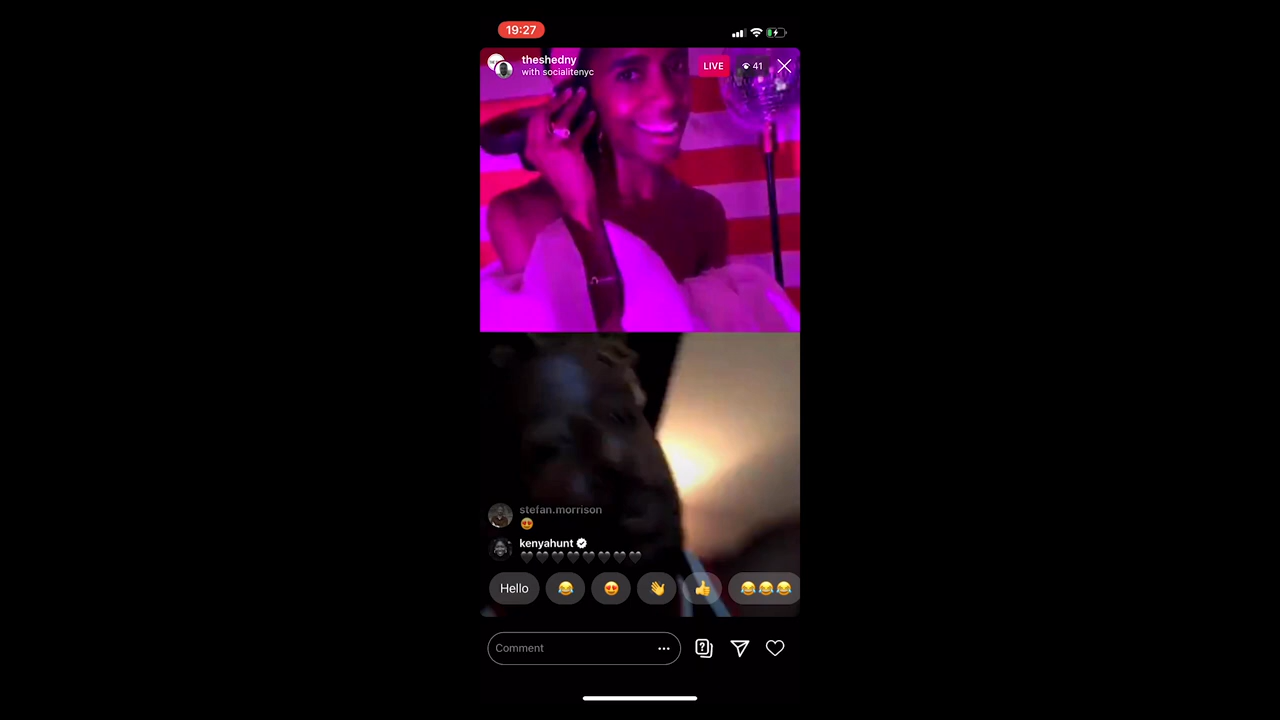 19:27
theshedny
with socialitenyc
LIVE
41
stefan.morrison
kenyahunt
Hello
Comment